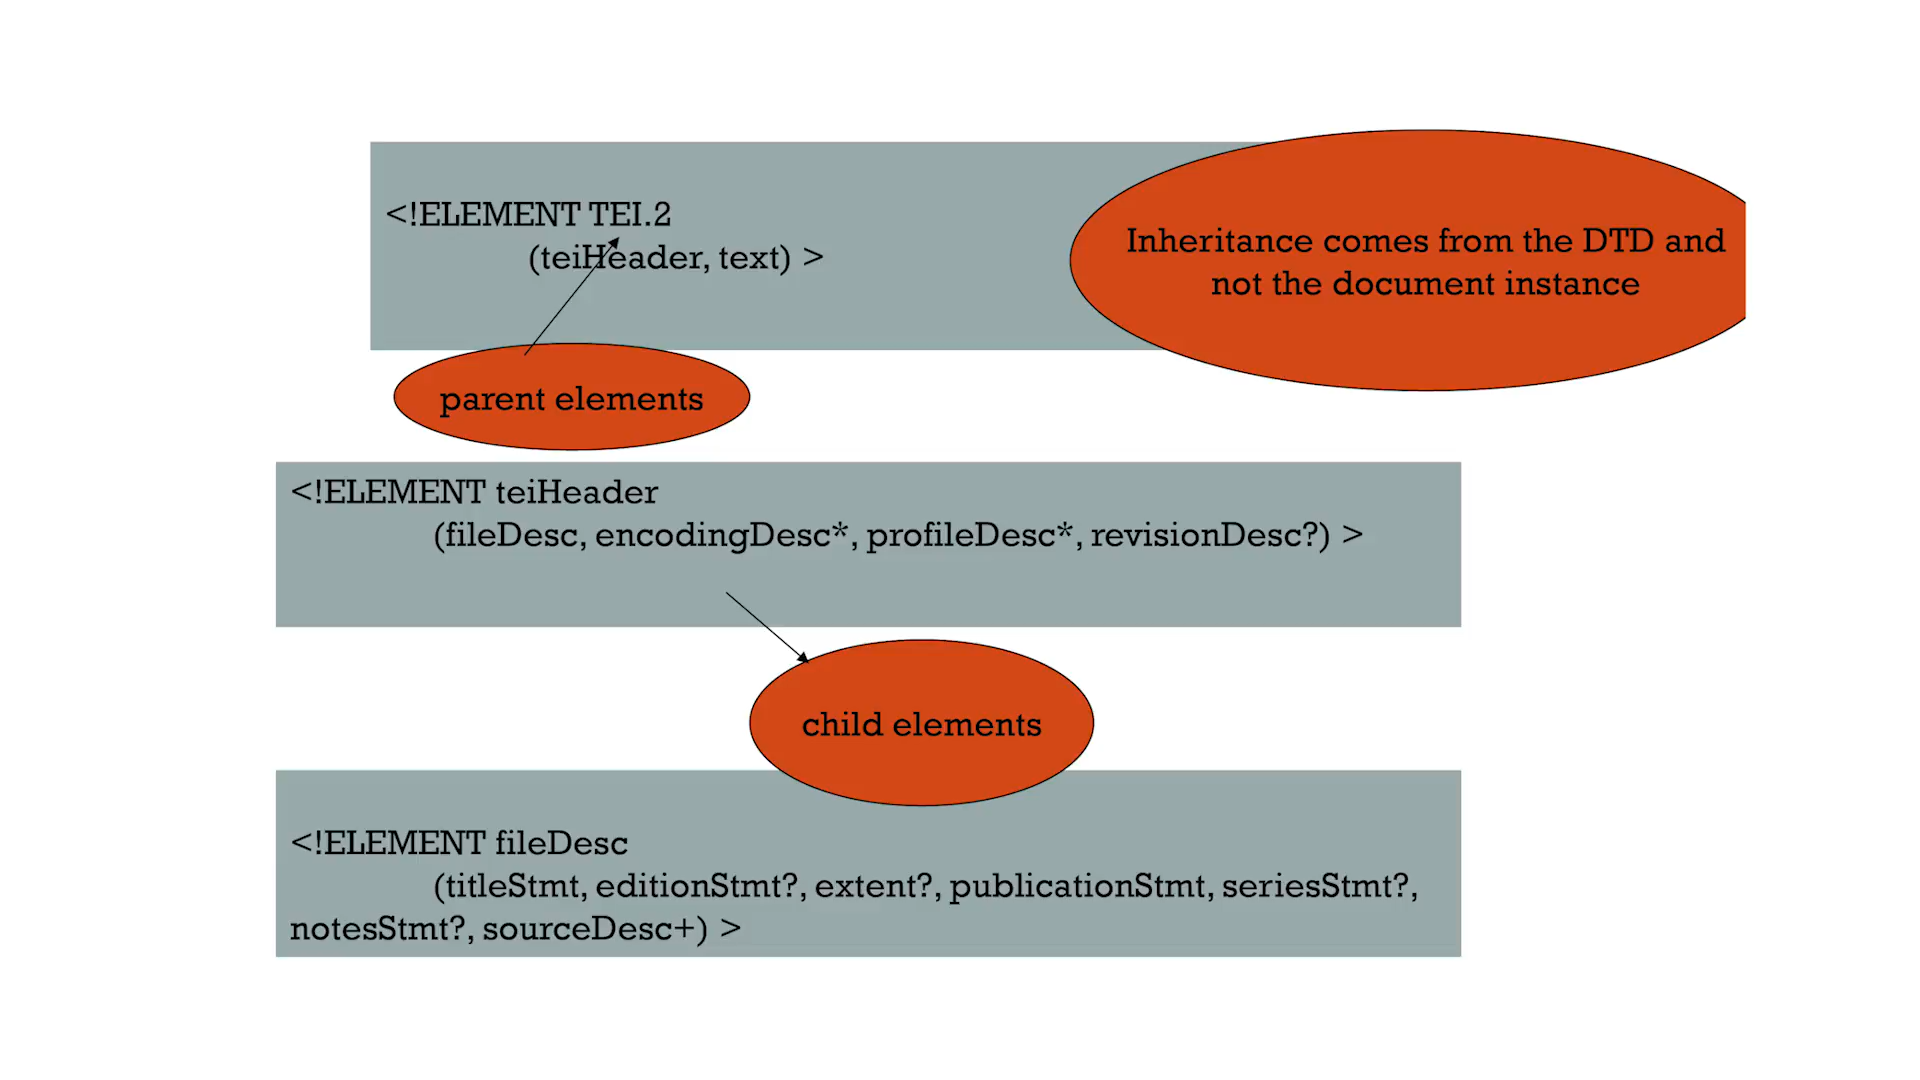 <!ELEMENT TEI.2
(teiHeader, text) >
Inheritance comes from the DTD and
not the document instance
parent elements
<!ELEMENT teiHeader
(fileDesc, encodingDesc*, profileDesc*, revisionDesc?) >
child elements
<!ELEMENT fileDesc
(titleStmt, editionStmt?, extent?, publicationStmt, seriesStmt?,
notesStmt?, sourceDesc+) >